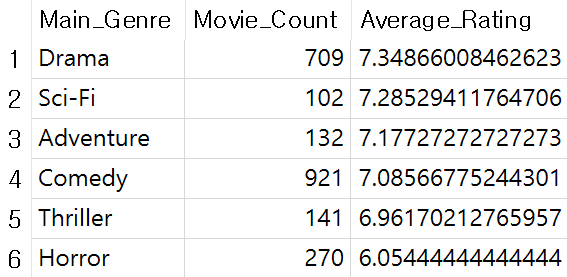 Main_Genre Movie_Count Average_Rating
1 Drama 709 7.34866008462623
2 Sci-Fi 102 7.28529411764706
3 Adventure 132 7.17727272727273
4 Comedy 921 7.08566775244301
5 Thriller 141 6.96170212765957
6 Horror 270 6.05444444444444